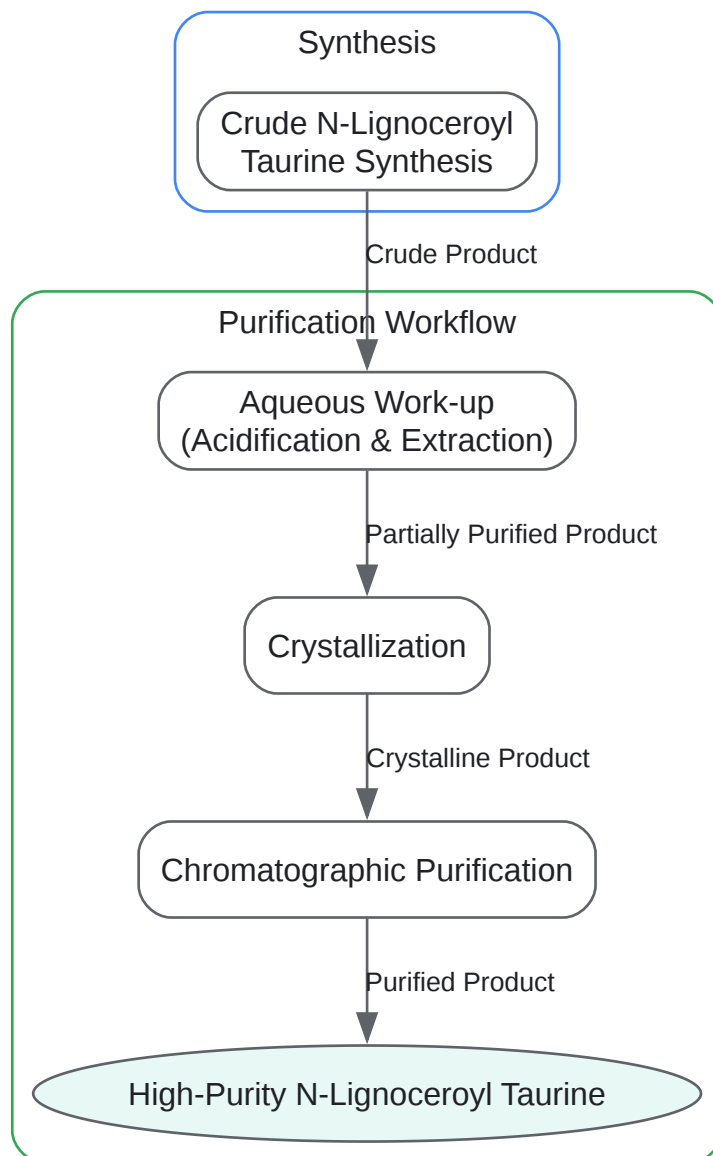 Synthesis
Crude N-Lignoceroyl
Taurine Synthesis
Crude Product
Purification Workflow
Aqueous Work-up
(Acidification & Extraction)
Partially Purified Product
Crystallization
Crystalline Product
Chromatographic Purification
Purified Product
High-Purity N-Lignoceroyl Taurine